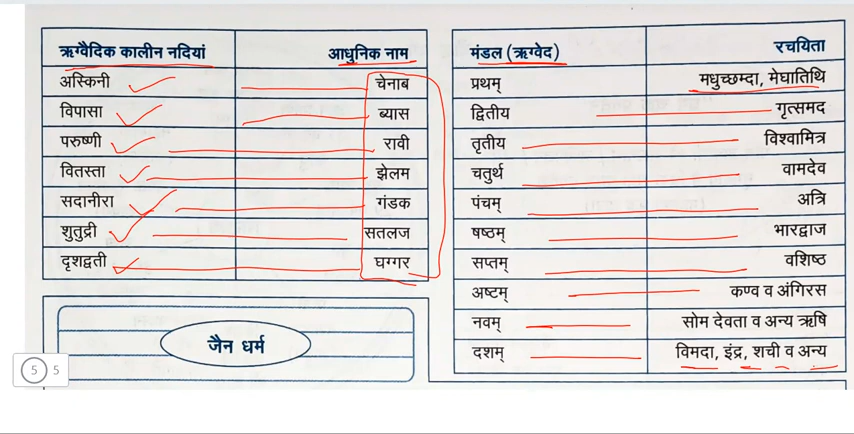 ऋग्वैदिक कालीन नदियां आधुनिक नाम
अस्किनी चेनाब
विपासा ब्यास
परुष्णी रावी
वितस्ता झेलम
सदानीरा गंडक
शुतुद्री सतलज
दृशद्वती घग्गर
मंडल (ऋग्वेद) रचयिता
प्रथम् मधुच्छन्दा, मेघातिथि
द्वितीय गृत्समद
तृतीय विश्वामित्र
चतुर्थ वामदेव
पंचम् अत्रि
षष्ठम् भारद्वाज
सप्तम् वशिष्ठ
अष्टम् कण्व व अंगिरस
नवम् सोम देवता व अन्य ऋषि
दशम् विमदा, इंद्र, शची व अन्य
जैन धर्म
5 5